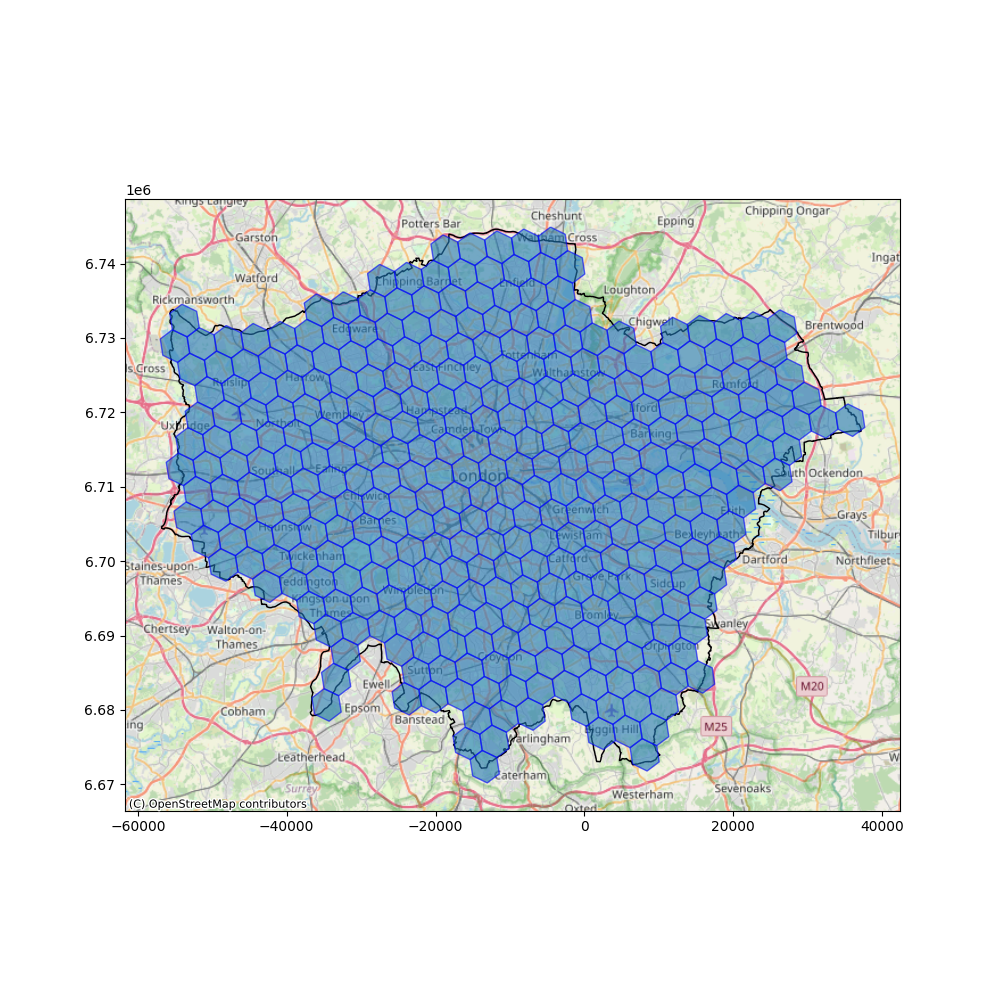 1e6
Kings Langley
Potters Bar
Cheshunt
Epping
Chipping Ongar
Garston
Waltham Cross
Ingat
6.74
Watford
Chipping Barnet
Enfield
Rickmansworth
Loughton
Edgware
Chigwell
Brentwood
6.73
Tottenham
ls Cross
East Finchley
Walthamstow
Ruislip
Harrow
Romford
6.72
Wembley
Hampstead
Ilford
Uxbridge
Northolt
Camden Town
Barking
Southall
Ealing
London
South Ockendon
6.71
Chiswick
Greenwich
Erith
Grays
Hounslow
Barnes
Lewisham
Bexleyheath
Tilbur
6.70
Twickenham
Catford
Dartford
Northfleet
Staines-upon-
Thames
Teddington
Wimbledon
Grove Park
Sidcup
Kingston upon
Thames
Bromley
6.69
Chertsey
Walton-on-
Thames
Swanley
Orpington
Croydon
Sutton
Ewell
M20
6.68
Cobham
Epsom
Banstead
ing
M25
Biggin Hill
Warlingham
Leatherhead
W
Caterham
6.67
Surrey
Westerham
Sevenoaks
(C) OpenStreetMap contributors
Oxted
−60000
−40000
−20000
0
20000
40000